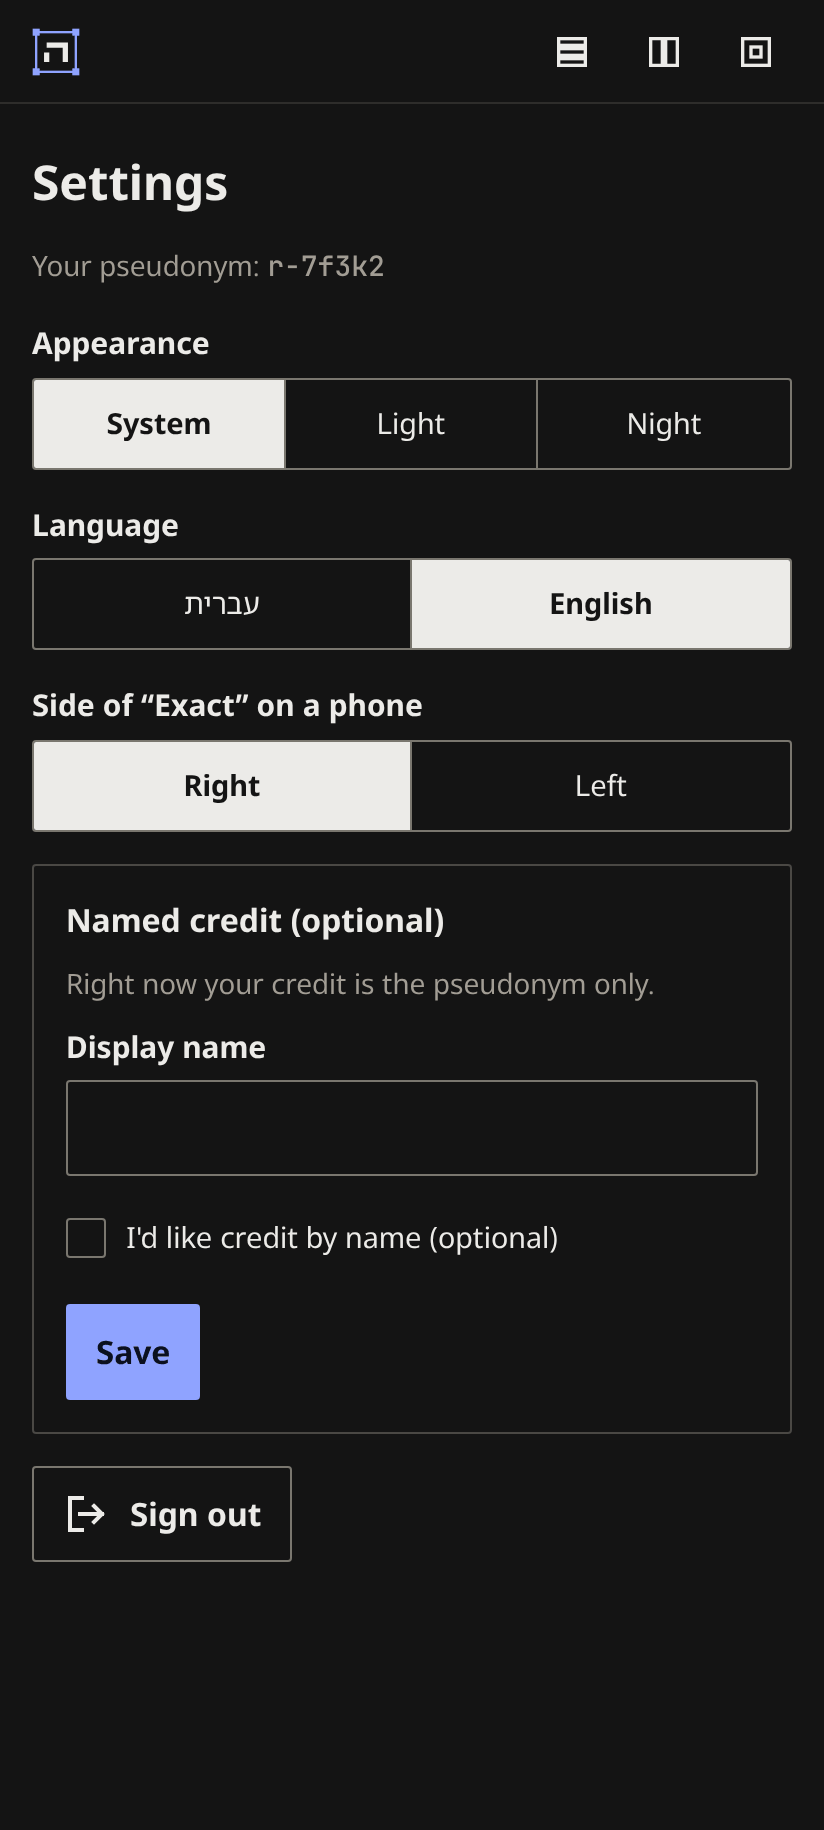 Settings
Your pseudonym: r-7f3k2
Appearance
System
Light
Night
Language
עברית
English
Side of “Exact” on a phone
Right
Left
Named credit (optional)
Right now your credit is the pseudonym only.
Display name
I'd like credit by name (optional)
Save
Sign out